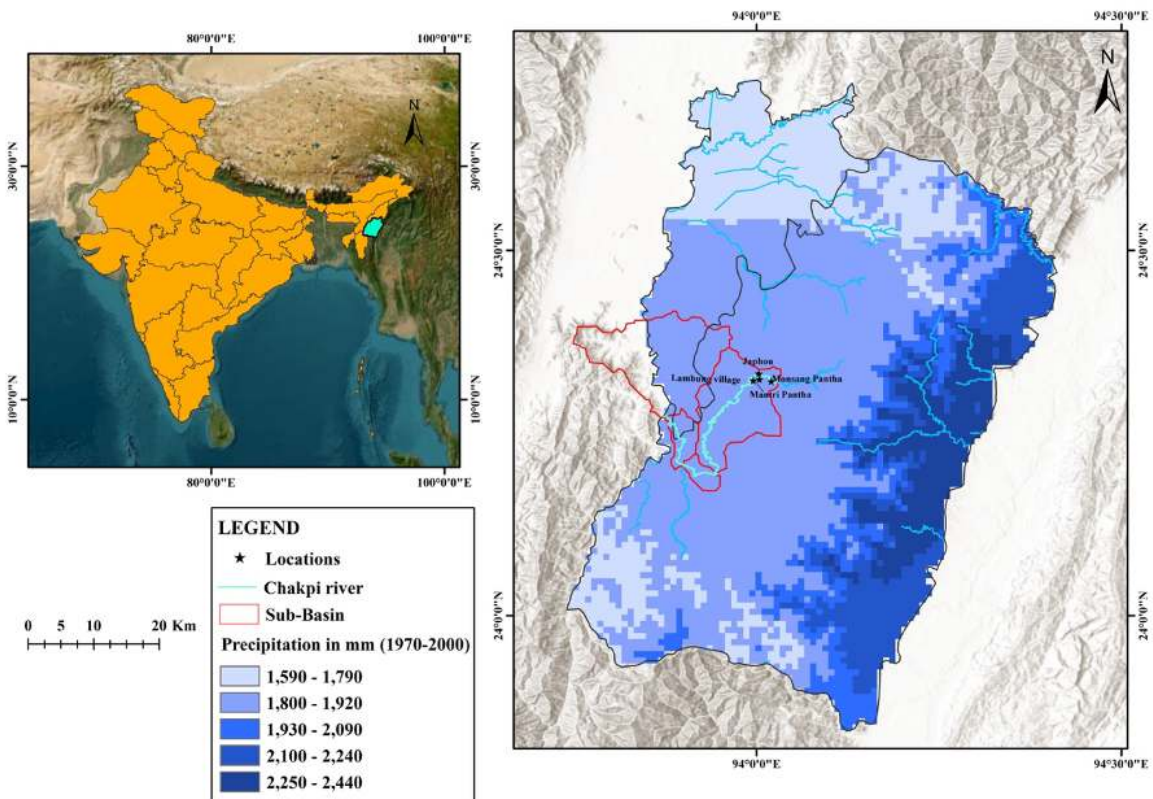 80°0'0"E 100°0'0"E
30°0'0"N
10°0'0"N
N
30°0'0"N
10°0'0"N
80°0'0"E 100°0'0"E
94°0'0"E 94°30'0"E
N
24°30'0"N
24°0'0"N
Japhou
Lambung village Monsang Pantha
Mantri Pantha
24°30'0"N
24°0'0"N
94°0'0"E 94°30'0"E
0 5 10 20 Km
LEGEND
Locations
Chakpi river
Sub-Basin
Precipitation in mm (1970-2000)
1,590 - 1,790
1,800 - 1,920
1,930 - 2,090
2,100 - 2,240
2,250 - 2,440